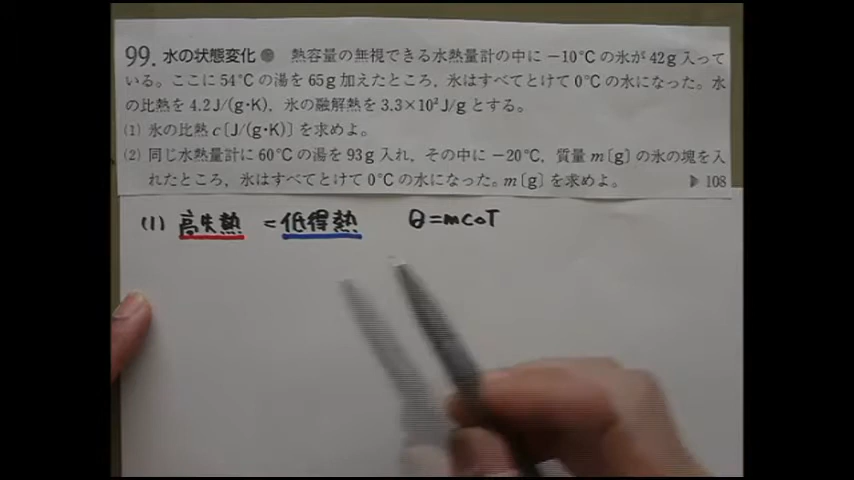 99. 水の状態変化 ● 熱容量の無視できる水熱量計の中に −10℃の氷が 42g 入って
いる。ここに 54℃の湯を 65g 加えたところ，氷はすべてとけて 0℃の水になった。水
の比熱を 4.2J/(g･K)，氷の融解熱を 3.3×10² J/g とする。
(1) 氷の比熱 c〔J/(g･K)〕を求めよ。
(2) 同じ水熱量計に 60℃の湯を 93g 入れ，その中に −20℃，質量 m〔g〕の氷の塊を入
れたところ，氷はすべてとけて 0℃の水になった。m〔g〕を求めよ。 ▶ 108
(1) 高失熱 = 低得熱 Q=mc△T